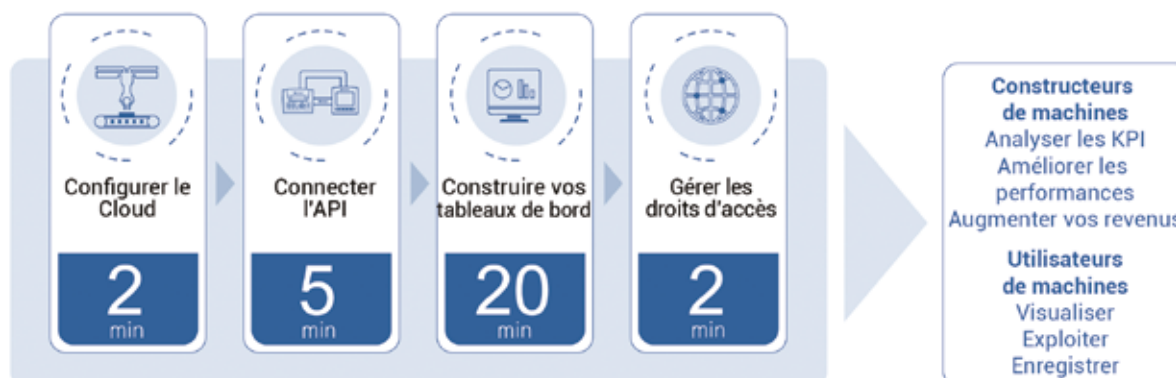 Configurer le
Cloud
2
min
Connecter
l'API
5
min
Construire vos
tableaux de bord
20
min
Gérer les
droits d'accès
2
min
Constructeurs
de machines
Analyser les KPI
Améliorer les
performances
Augmenter vos revenus
Utilisateurs
de machines
Visualiser
Exploiter
Enregistrer